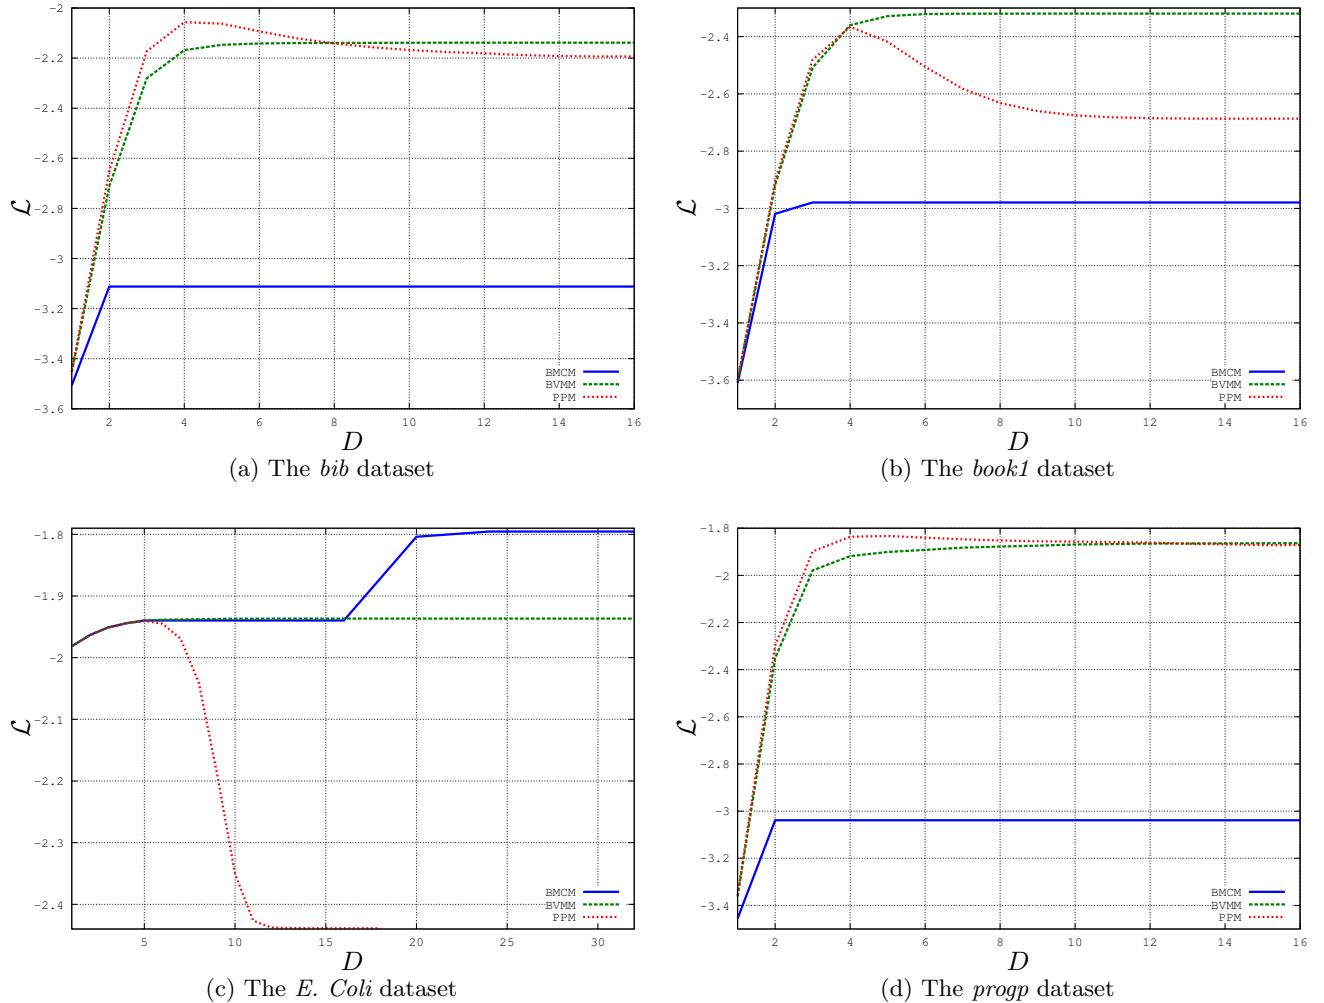 -2
-2.2
-2.4
-2.6
-2.8
-3
-3.2
-3.4
-3.6
ℒ
2 4 6 8 10 12 14 16
D
BMCM
BVMM
PPM
(a) The bib dataset
-2.4
-2.6
-2.8
-3
-3.2
-3.4
-3.6
ℒ
2 4 6 8 10 12 14 16
D
BMCM
BVMM
PPM
(b) The book1 dataset
-1.8
-1.9
-2
-2.1
-2.2
-2.3
-2.4
ℒ
5 10 15 20 25 30
D
BMCM
BVMM
PPM
(c) The E. Coli dataset
-1.8
-2
-2.2
-2.4
-2.6
-2.8
-3
-3.2
-3.4
ℒ
2 4 6 8 10 12 14 16
D
BMCM
BVMM
PPM
(d) The progp dataset